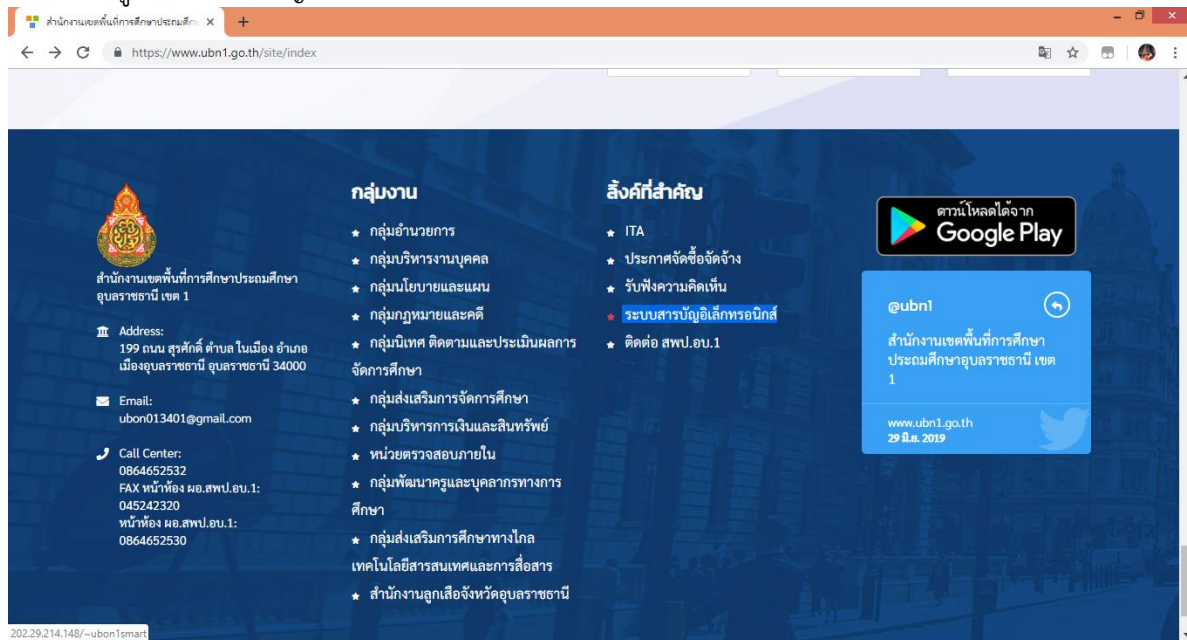 สำนักงานเขตพื้นที่การศึกษาประถมศึก
https://www.ubn1.go.th/site/index
สำนักงานเขตพื้นที่การศึกษาประถมศึกษา
อุบลราชธานี เขต 1
Address:
199 ถนน สุรศักดิ์ ตำบล ในเมือง อำเภอ
เมืองอุบลราชธานี อุบลราชธานี 34000
Email:
ubon013401@gmail.com
Call Center:
0864652532
FAX หน้าห้อง ผอ.สพป.อบ.1:
045242320
หน้าห้อง ผอ.สพป.อบ.1:
0864652530
กลุ่มงาน
กลุ่มอำนวยการ
กลุ่มบริหารงานบุคคล
กลุ่มนโยบายและแผน
กลุ่มกฎหมายและคดี
กลุ่มนิเทศ ติดตามและประเมินผลการ
จัดการศึกษา
กลุ่มส่งเสริมการจัดการศึกษา
กลุ่มบริหารการเงินและสินทรัพย์
หน่วยตรวจสอบภายใน
กลุ่มพัฒนาครูและบุคลากรทางการ
ศึกษา
กลุ่มส่งเสริมการศึกษาทางไกล
เทคโนโลยีสารสนเทศและการสื่อสาร
สำนักงานลูกเสือจังหวัดอุบลราชธานี
ลิ้งค์ที่สำคัญ
ITA
ประกาศจัดซื้อจัดจ้าง
รับฟังความคิดเห็น
ระบบสารบัญอิเล็กทรอนิกส์
ติดต่อ สพป.อบ.1
ดาวน์โหลดได้จาก
Google Play
@ubn1
สำนักงานเขตพื้นที่การศึกษา
ประถมศึกษาอุบลราชธานี เขต
1
www.ubn1.go.th
29 มิ.ย. 2019
202.29.214.148/~ubon1smart